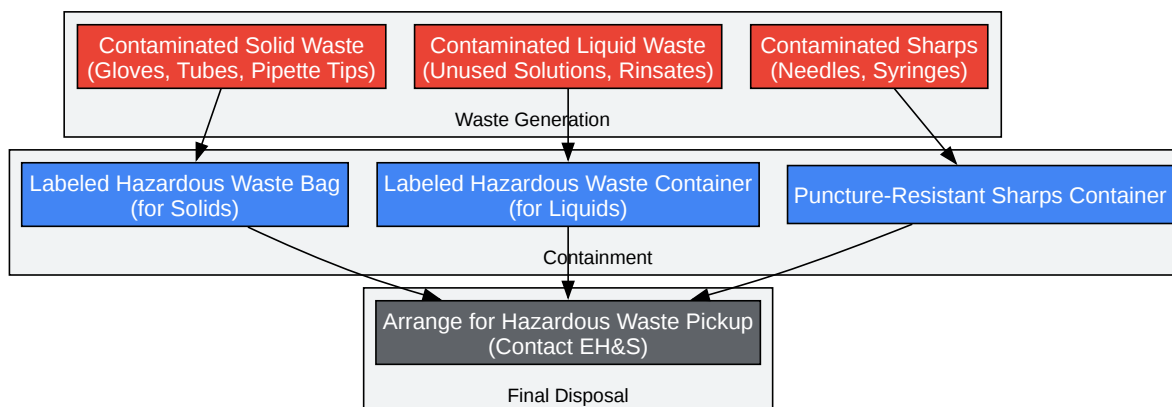 Contaminated Solid Waste
(Gloves, Tubes, Pipette Tips)
Contaminated Liquid Waste
(Unused Solutions, Rinsates)
Contaminated Sharps
(Needles, Syringes)
Waste Generation
Labeled Hazardous Waste Bag
(for Solids)
Labeled Hazardous Waste Container
(for Liquids)
Puncture-Resistant Sharps Container
Containment
Arrange for Hazardous Waste Pickup
(Contact EH&S)
Final Disposal